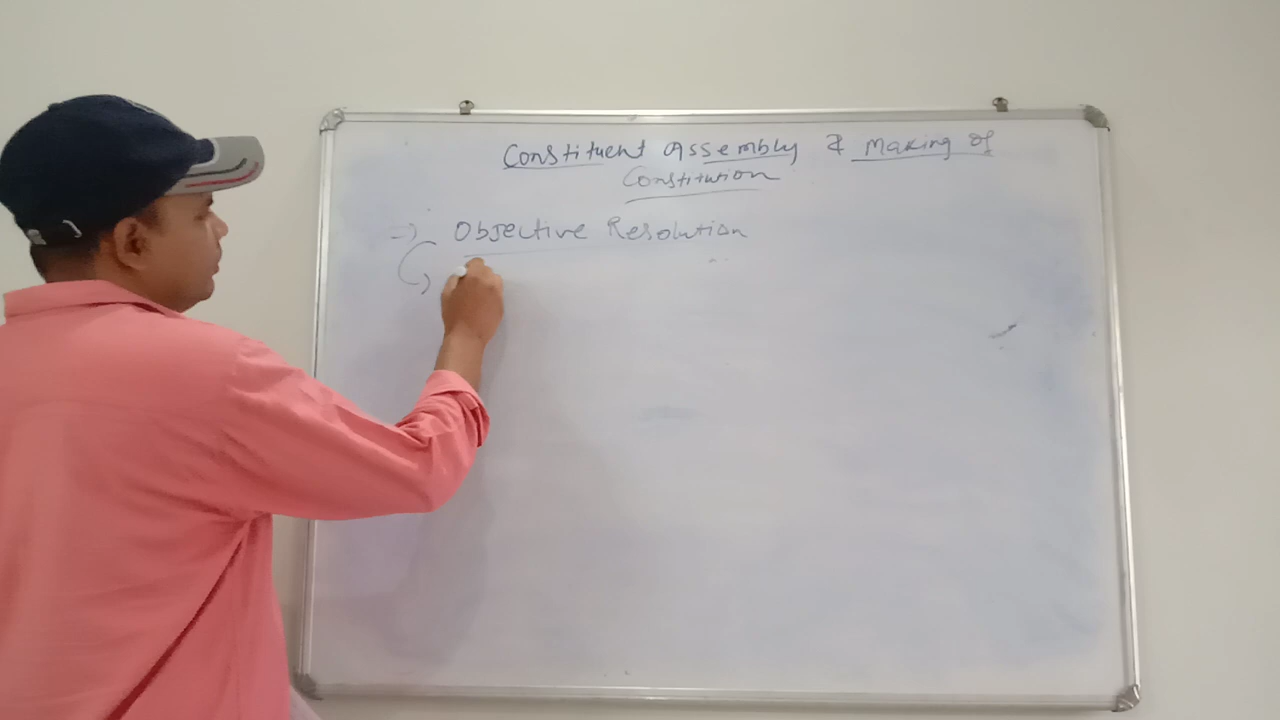 Constituent Assembly & Making of
Constitution
=> Objective Resolution